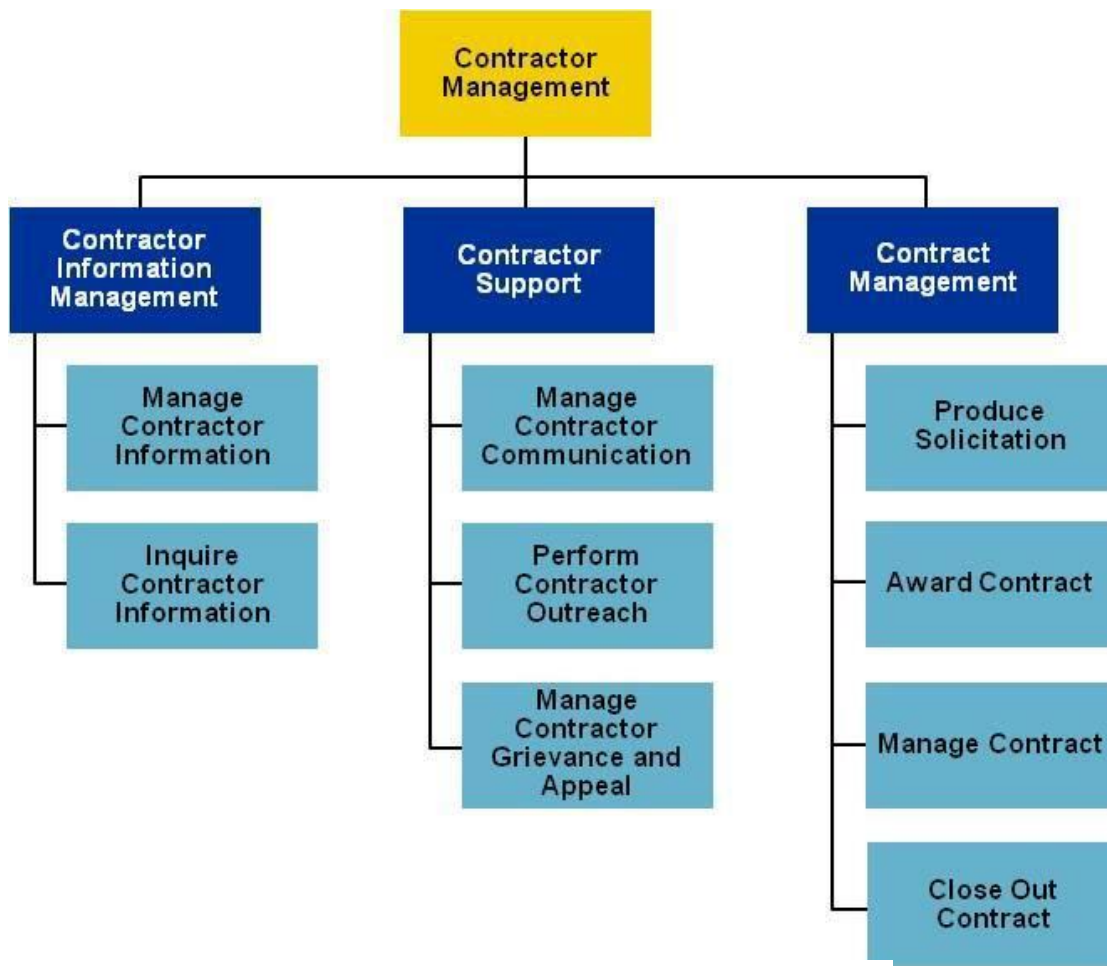 Contractor
Management
Contractor
Information
Management
Manage
Contractor
Information
Inquire
Contractor
Information
Contractor
Support
Manage
Contractor
Communication
Perform
Contractor
Outreach
Manage
Contractor
Grievance and
Appeal
Contract
Management
Produce
Solicitation
Award Contract
Manage Contract
Close Out
Contract